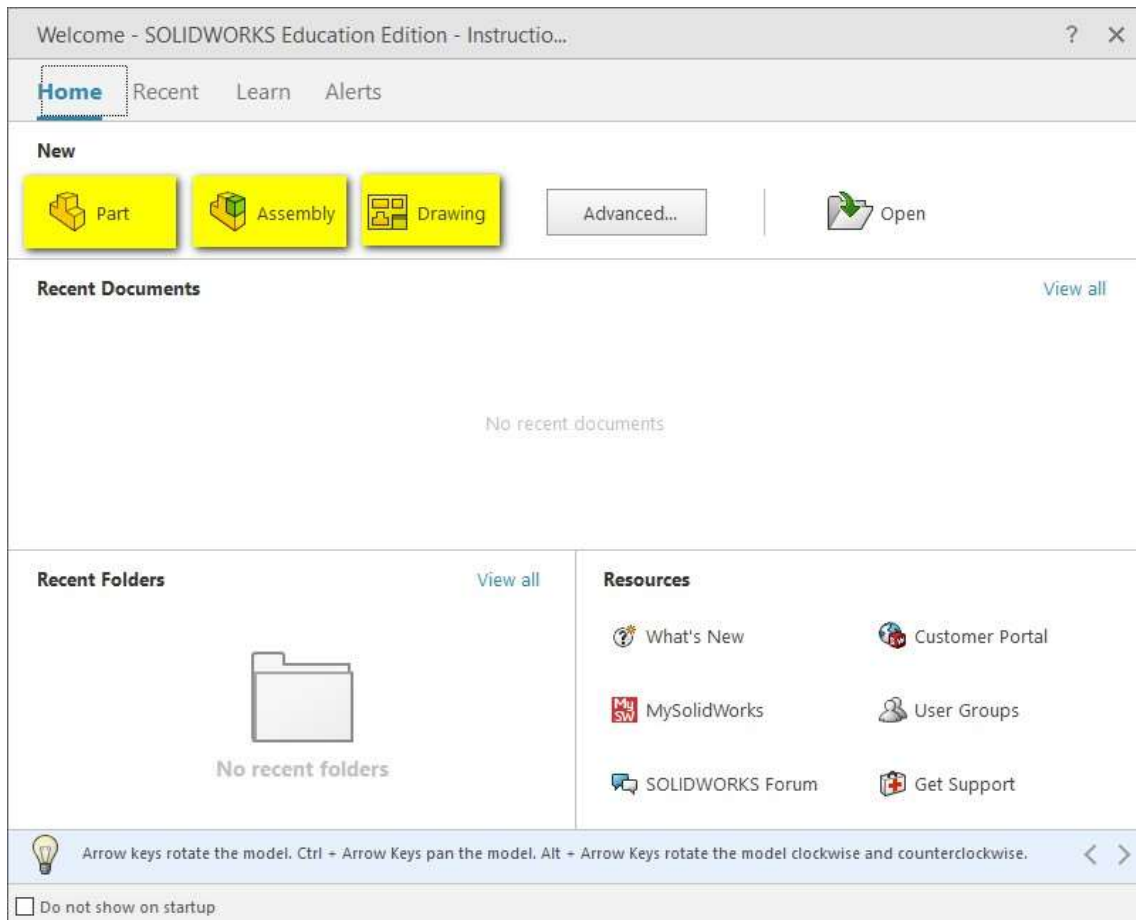 Welcome - SOLIDWORKS Education Edition - Instructio... ? ×
Home Recent Learn Alerts
New
Part Assembly Drawing Advanced... Open
Recent Documents View all
No recent documents
Recent Folders View all
No recent folders
Resources
What's New Customer Portal
My SW MySolidWorks User Groups
SOLIDWORKS Forum Get Support
Arrow keys rotate the model. Ctrl + Arrow Keys pan the model. Alt + Arrow Keys rotate the model clockwise and counterclockwise.
Do not show on startup